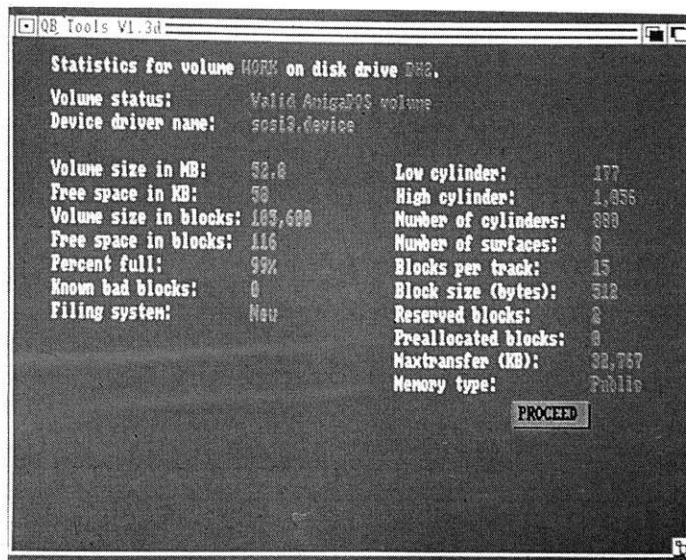 QB Tools V1.3d
Statistics for volume WORK on disk drive DH2.
Volume status: Valid AmigaDOS volume
Device driver name: scsi3.device
Volume size in MB: 52.8
Free space in KB: 58
Volume size in blocks: 105,600
Free space in blocks: 116
Percent full: 99%
Known bad blocks: 0
Filing system: New
Low cylinder: 177
High cylinder: 1,056
Number of cylinders: 880
Number of surfaces: 8
Blocks per track: 15
Block size (bytes): 512
Reserved blocks: 2
Preallocated blocks: 0
Maxtransfer (KB): 32,767
Memory type: Public
PROCEED